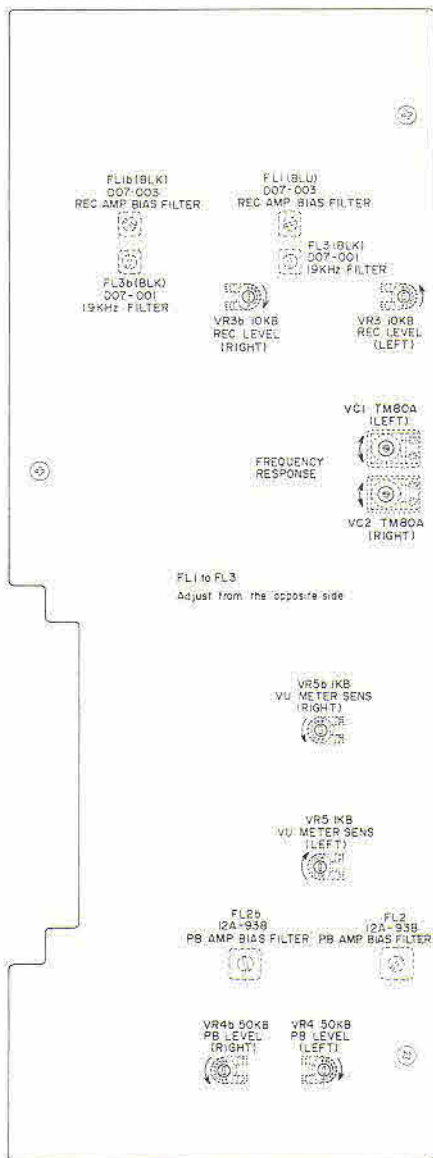 FL1b (BLK)
D07-003
REC AMP BIAS FILTER
FL1 (BLU)
D07-003
REC AMP BIAS FILTER
FL3b (BLK)
D07-001
19KHz FILTER
FL3 (BLK)
D07-001
19KHz FILTER
VR3b 10KB
REC LEVEL
(RIGHT)
VR3 10KB
REC LEVEL
(LEFT)
VC1 TM80A
(LEFT)
FREQUENCY
RESPONSE
VC2 TM80A
(RIGHT)
FL1 to FL3
Adjust from the opposite side
VR5b 1KB
VU METER SENS
(RIGHT)
VR5 1KB
VU METER SENS
(LEFT)
FL2b
12A-938
PB AMP BIAS FILTER
FL2
12A-938
PB AMP BIAS FILTER
VR4b 50KB
PB LEVEL
(RIGHT)
VR4 50KB
PB LEVEL
(LEFT)